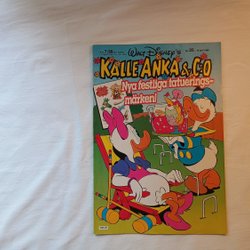 WALT DISNEY'S
KALLE ANKA & C:O
Nya festliga tatuerings-
märken!